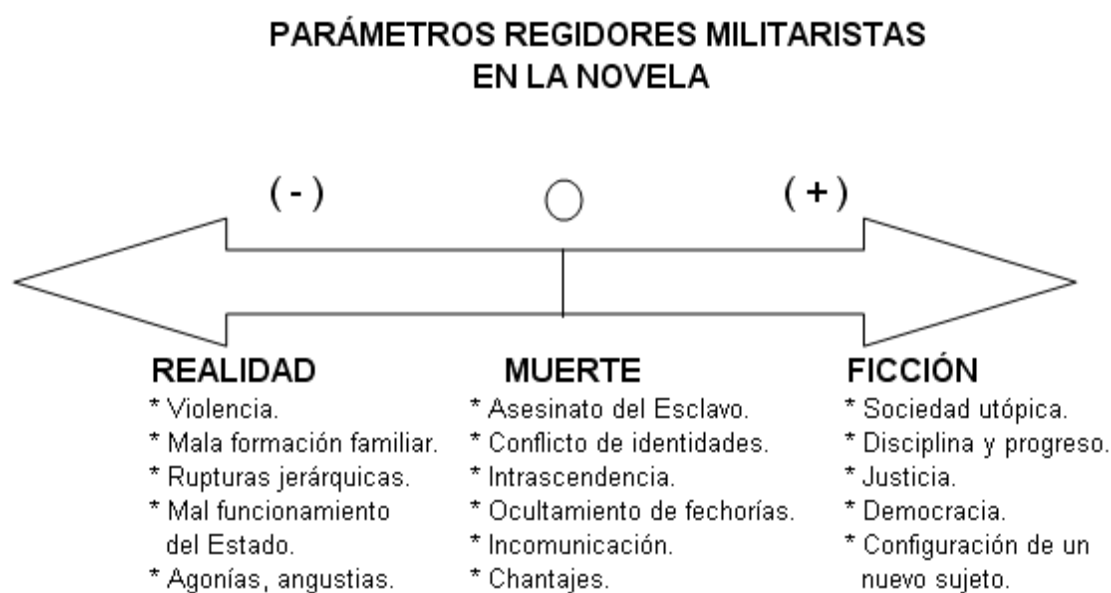 PARÁMETROS REGIDORES MILITARISTAS
EN LA NOVELA
( - )
( + )
REALIDAD
* Violencia.
* Mala formación familiar.
* Rupturas jerárquicas.
* Mal funcionamiento
del Estado.
* Agonías, angustias.
MUERTE
* Asesinato del Esclavo.
* Conflicto de identidades.
* Intrascendencia.
* Ocultamiento de fechorías.
* Incomunicación.
* Chantajes.
FICCIÓN
* Sociedad utópica.
* Disciplina y progreso.
* Justicia.
* Democracia.
* Configuración de un
nuevo sujeto.